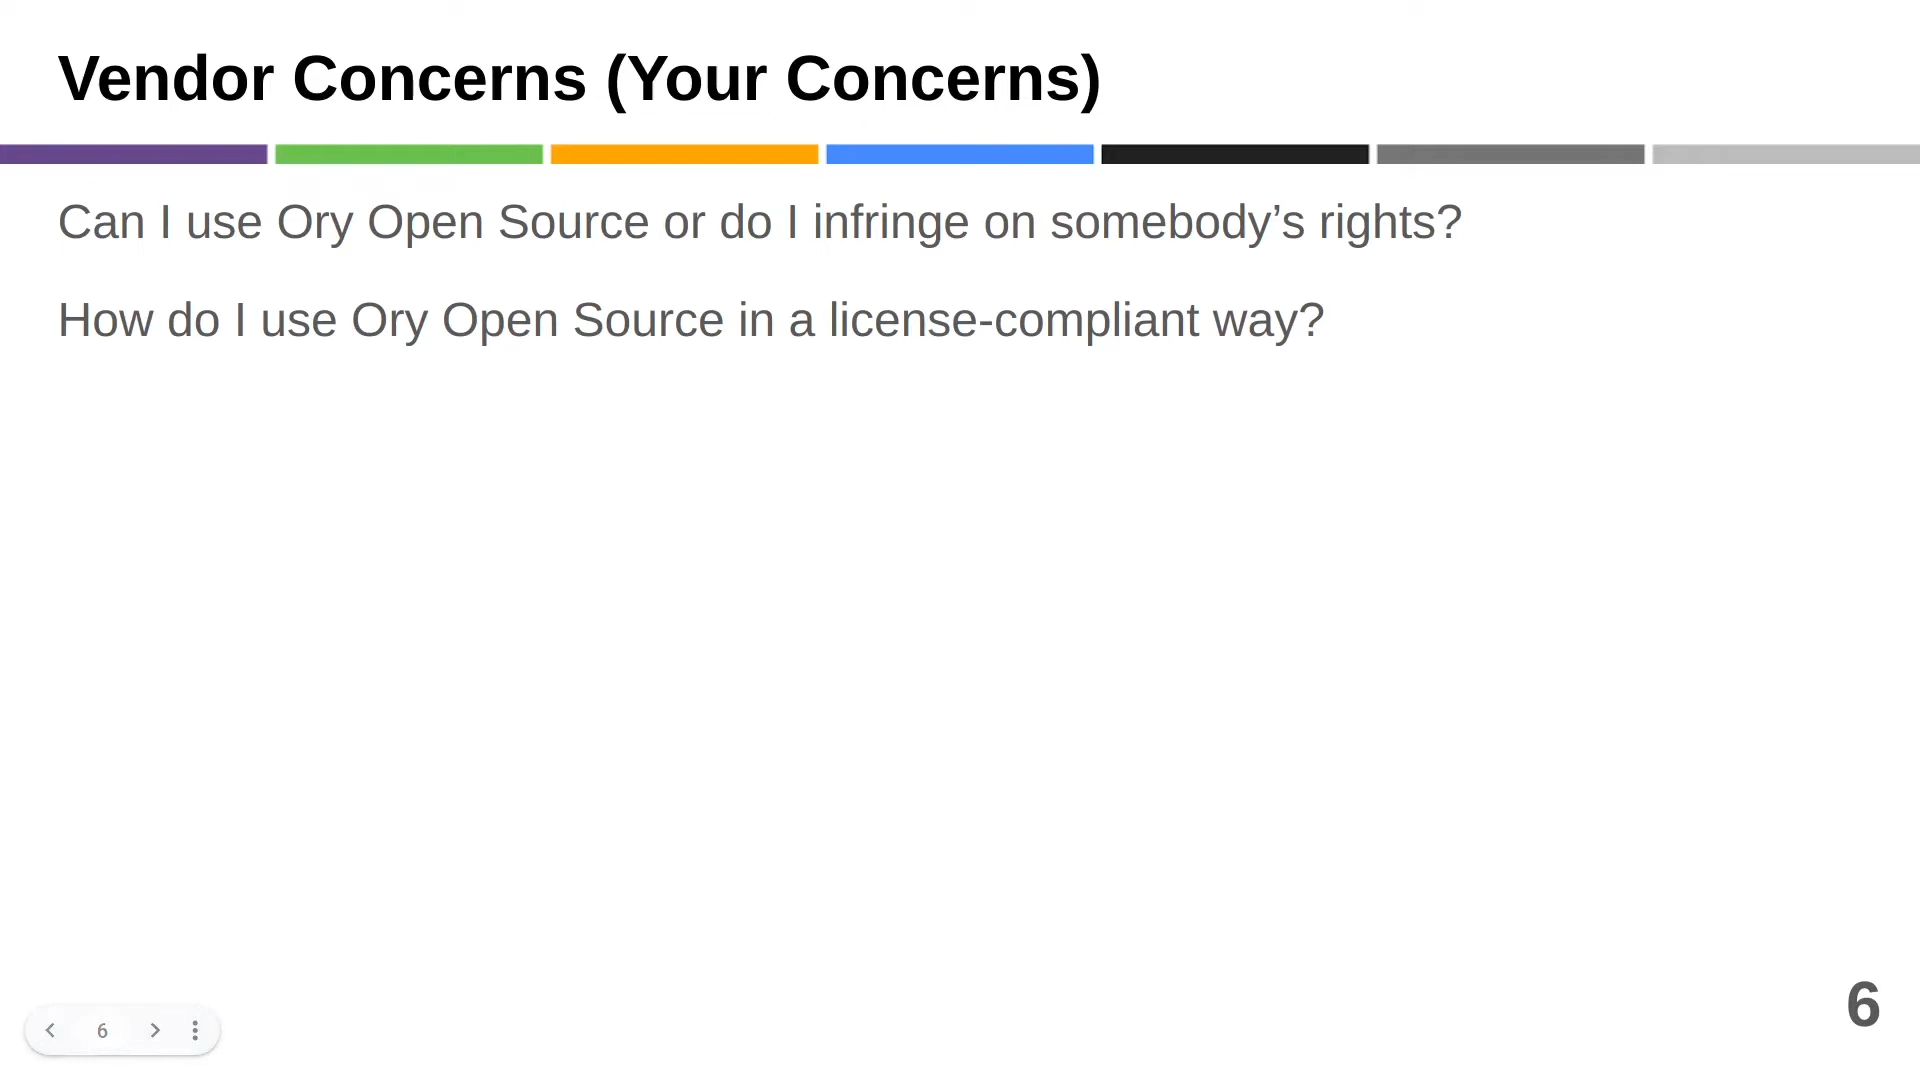 Vendor Concerns (Your Concerns)
Can I use Ory Open Source or do I infringe on somebody’s rights?
How do I use Ory Open Source in a license-compliant way?
6
6